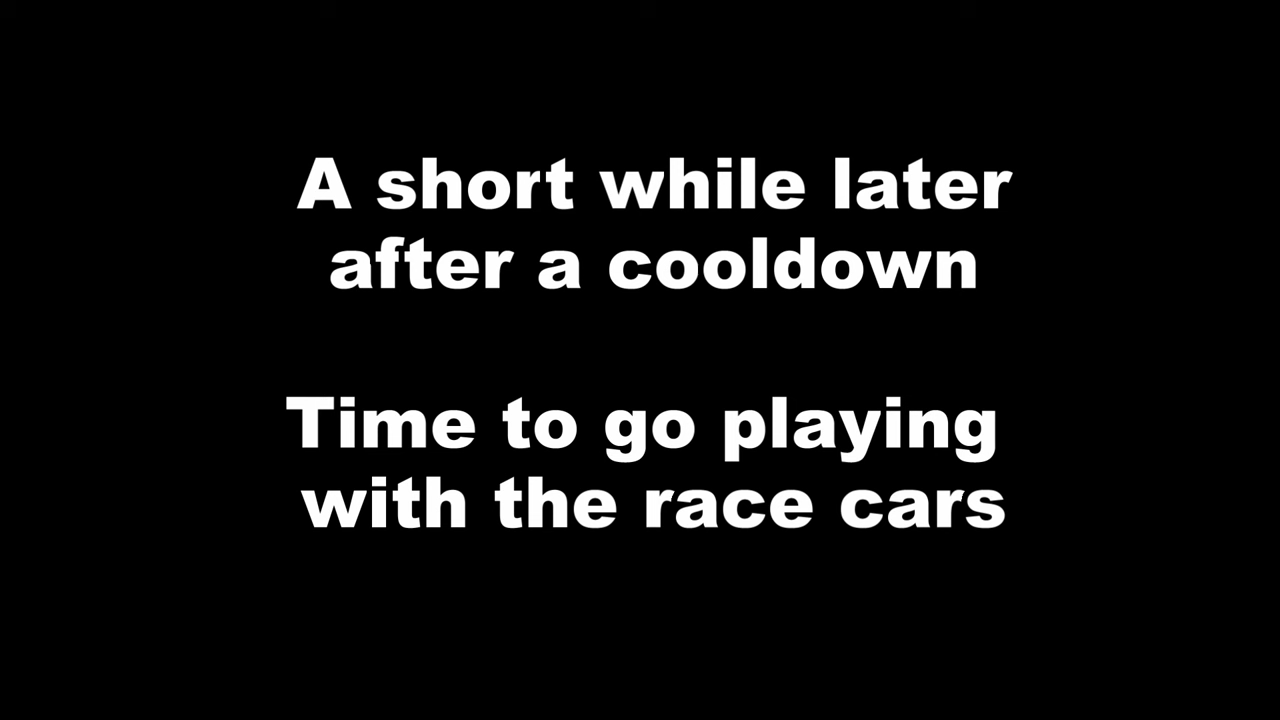 A short while later
after a cooldown
Time to go playing
with the race cars